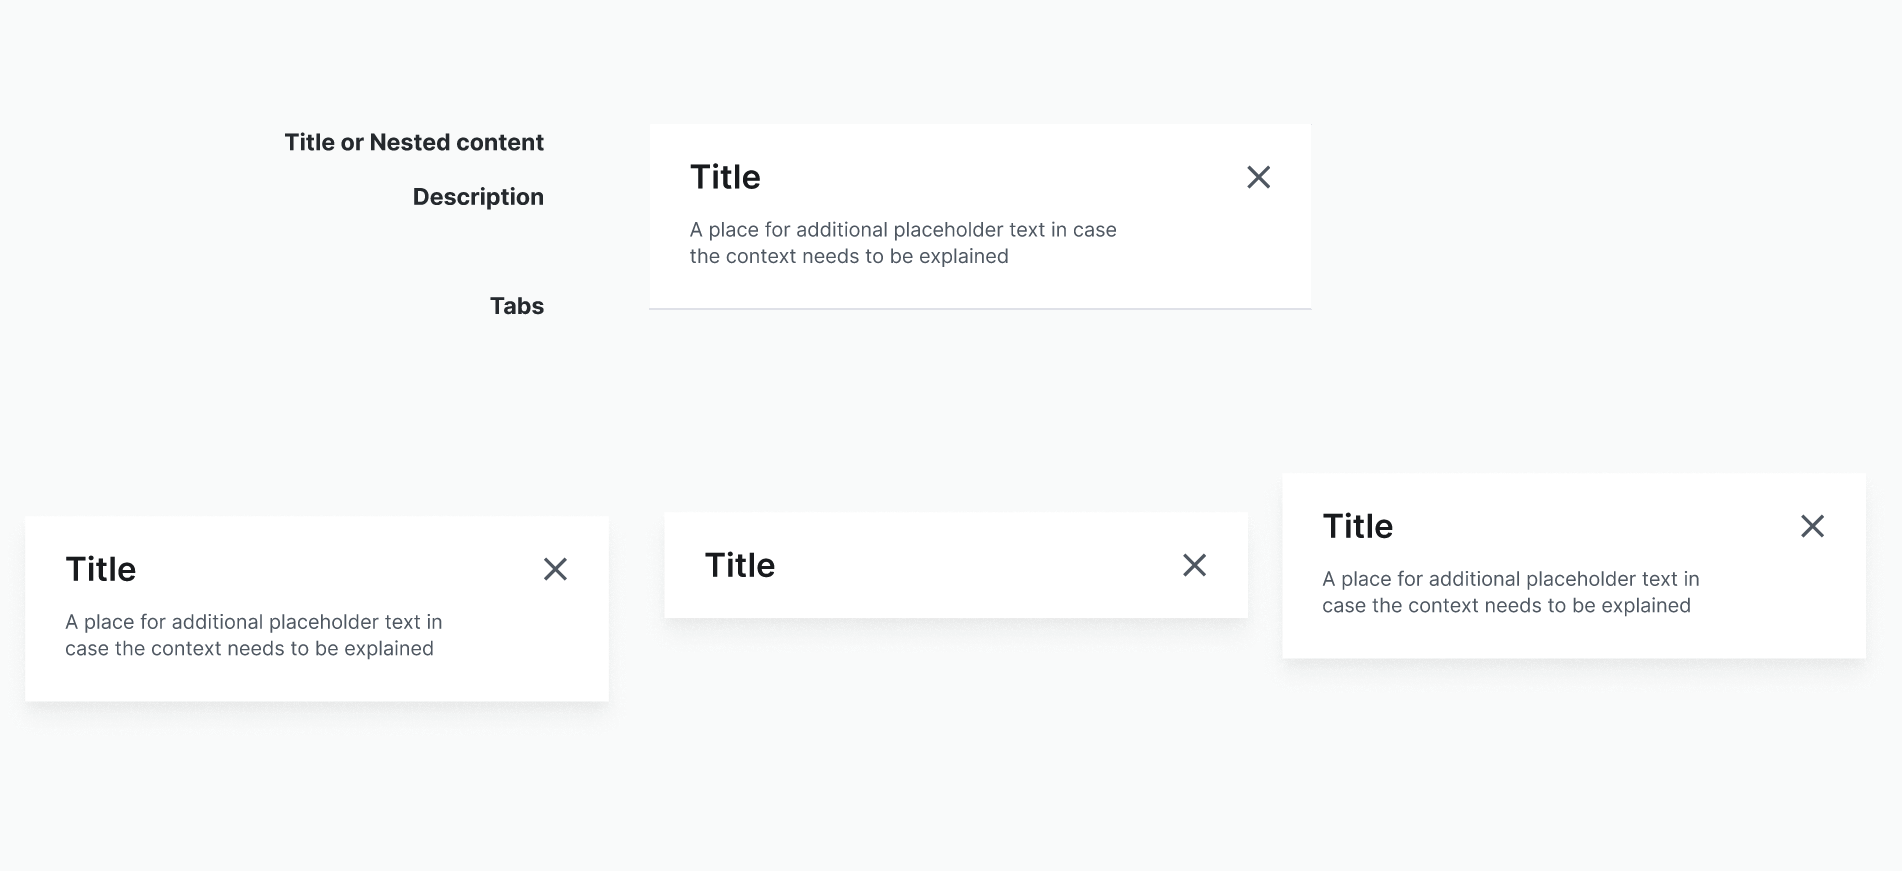 Title or Nested content
Description
Tabs
Title
A place for additional placeholder text in case
the context needs to be explained
Title
A place for additional placeholder text in
case the context needs to be explained
Title
Title
A place for additional placeholder text in
case the context needs to be explained